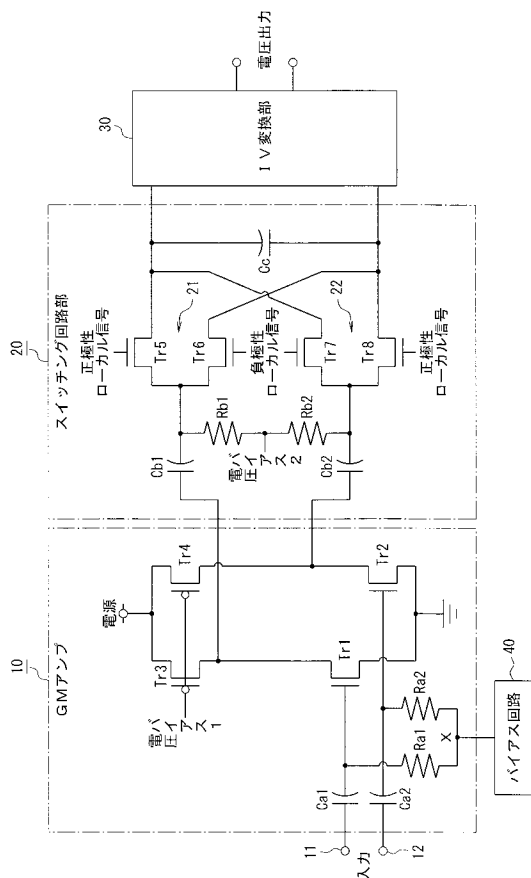 10
GMアンプ
電源
Tr3
Tr4
バイアス
電圧1
Tr1
Tr2
Ca1
Ca2
Ra1
Ra2
X
11
入力
12
バイアス回路
40
20
スイッチング回路部
正極性
ローカル信号
Tr5
21
Tr6
負極性
ローカル信号
Tr7
22
Tr8
正極性
ローカル信号
Cb1
Rb1
バイアス
電圧2
Rb2
Cb2
Cc
30
IV変換部
電圧出力